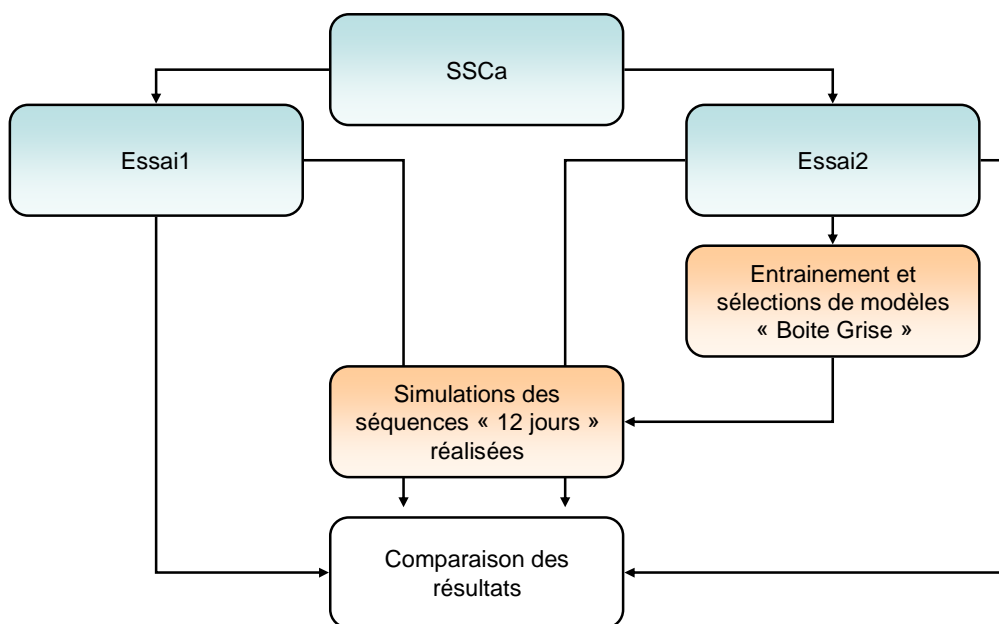 SSCa
Essai1
Essai2
Entrainement et
sélections de modèles
« Boite Grise »
Simulations des
séquences « 12 jours »
réalisées
Comparaison des
résultats